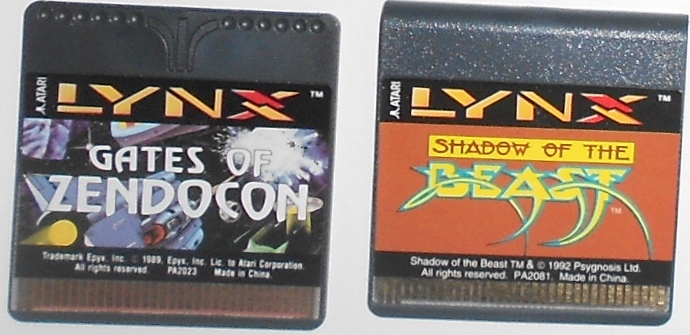 ATARI LYNX ™
GATES OF
ZENDOCON
Trademark Epyx, Inc. © 1989, Epyx, Inc. Lic. to Atari Corporation.
All rights reserved. PA2023 Made in China.
ATARI LYNX ™
SHADOW OF THE
BEAST ™
Shadow of the Beast TM & © 1992 Psygnosis Ltd.
All rights reserved. PA2081. Made in China.